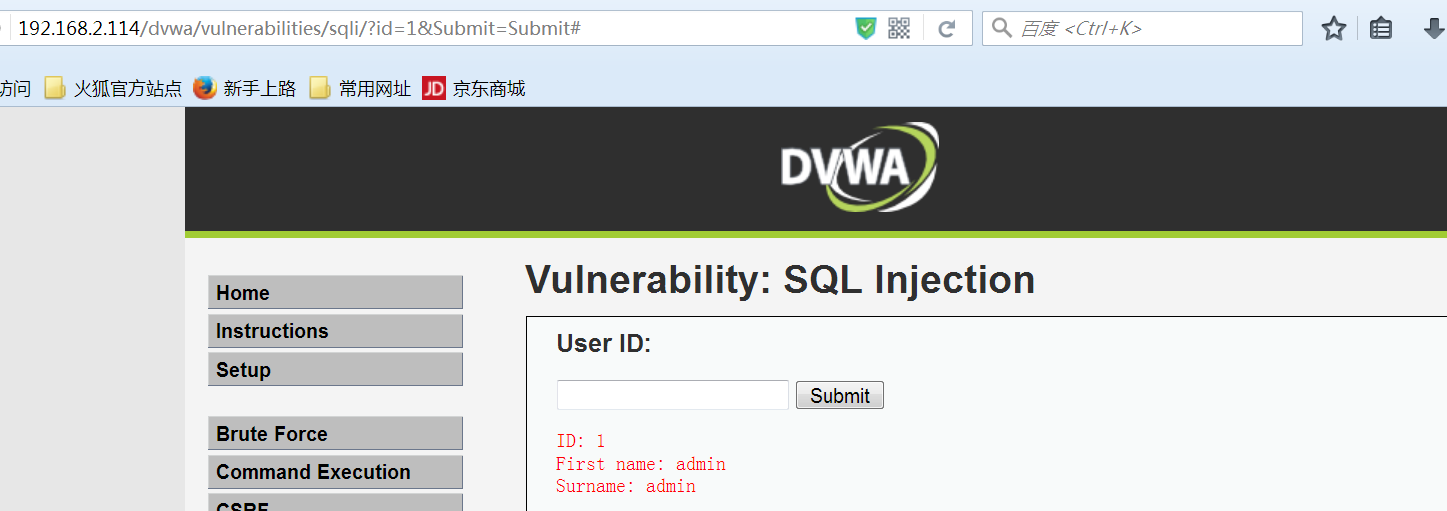 192.168.2.114/dvwa/vulnerabilities/sqli/?id=1&Submit=Submit#
百度 <Ctrl+K>
访问 火狐官方站点 新手上路 常用网址 JD 京东商城
DVWA
Vulnerability: SQL Injection
Home
Instructions
Setup
Brute Force
Command Execution
CSRF
User ID:
Submit
ID: 1
First name: admin
Surname: admin